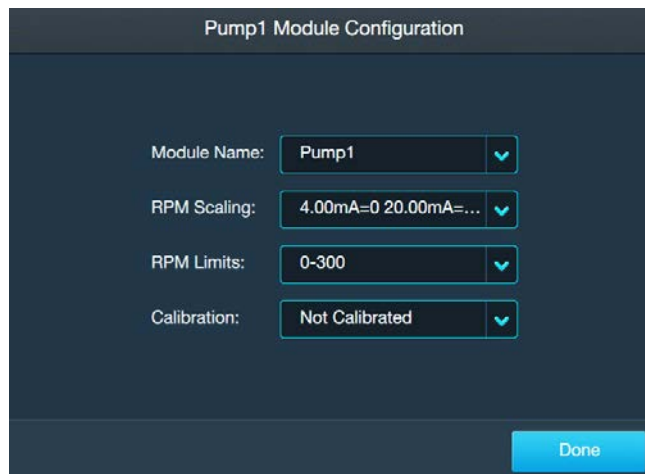 Pump1 Module Configuration
Module Name: Pump1
RPM Scaling: 4.00mA=0 20.00mA=...
RPM Limits: 0-300
Calibration: Not Calibrated
Done